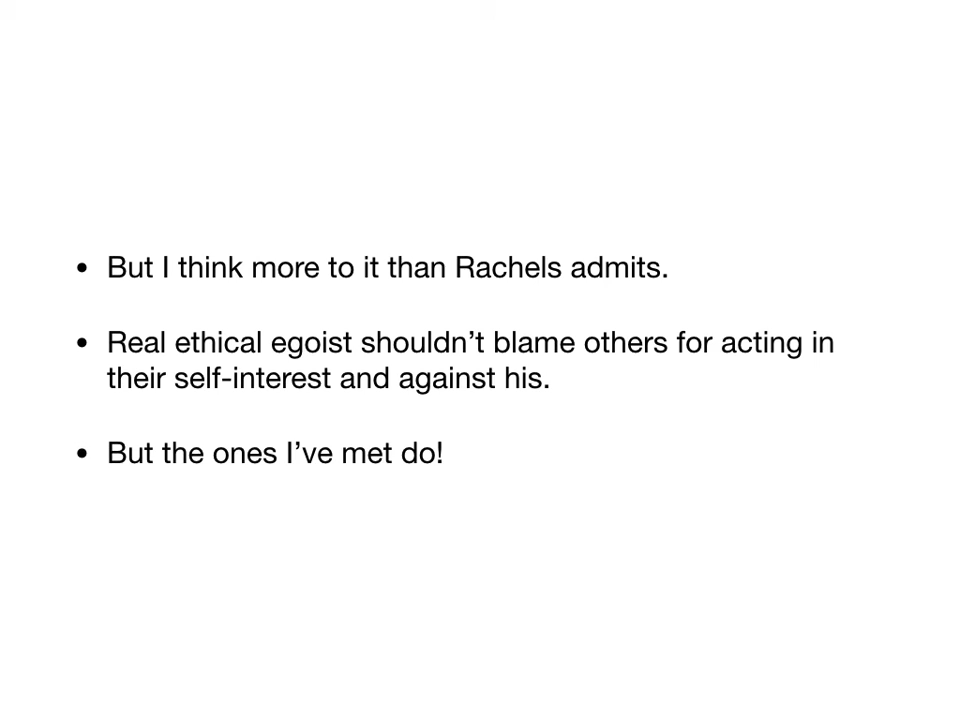 • But I think more to it than Rachels admits.
• Real ethical egoist shouldn’t blame others for acting in
their self-interest and against his.
• But the ones I’ve met do!